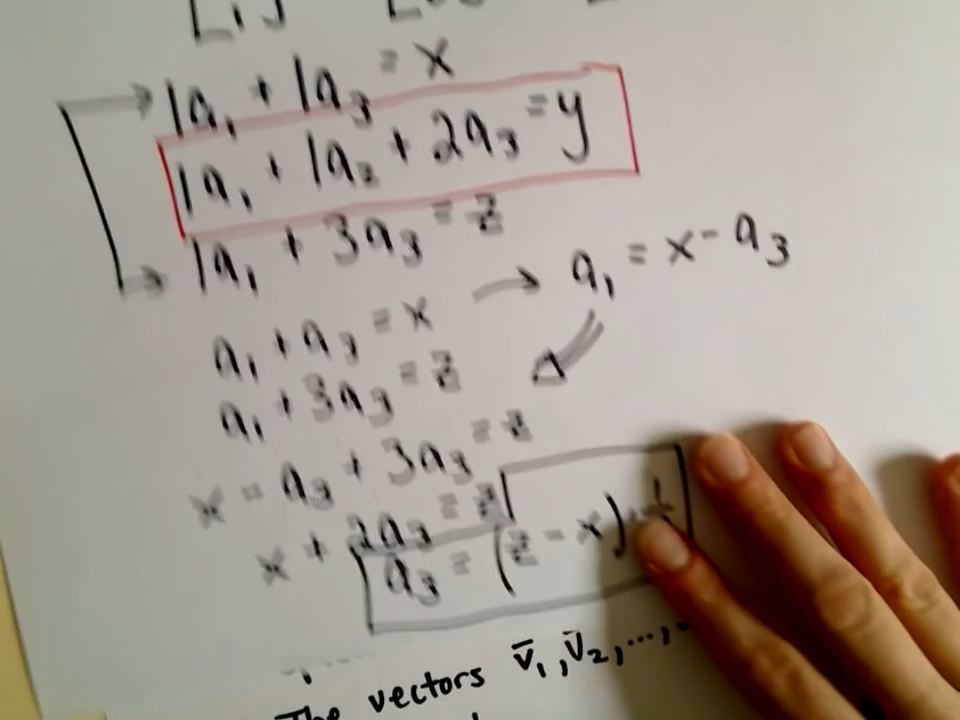 1a₁ + 1a₃ = x
1a₁ + 1a₂ + 2a₃ = y
1a₁ + 3a₃ = z
a₁ = x - a₃
a₁ + a₃ = x
a₁ + 3a₃ = z
x - a₃ + 3a₃ = z
x + 2a₃ = z
a₃ = (z - x) ·
The vectors v̄₁, v̄₂, ...,